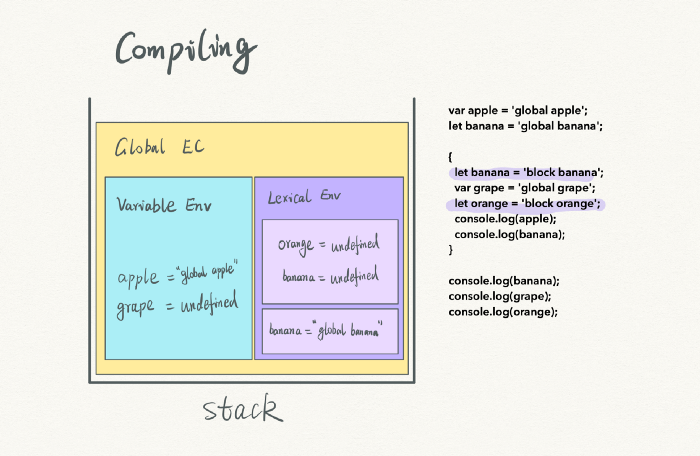 Compiling
Global EC
Variable Env
apple = "global apple"
grape = undefined
Lexical Env
orange = undefined
banana = undefined
banana = "global banana"
stack
var apple = 'global apple';
let banana = 'global banana';
{
let banana = 'block banana';
var grape = 'global grape';
let orange = 'block orange';
console.log(apple);
console.log(banana);
}
console.log(banana);
console.log(grape);
console.log(orange);